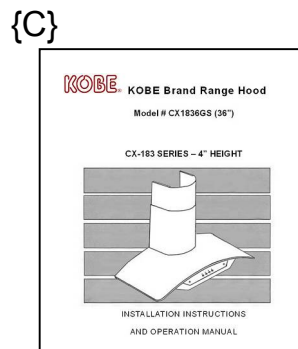 {C}
KOBE® KOBE Brand Range Hood
Model # CX1836GS (36")
CX-183 SERIES – 4" HEIGHT
INSTALLATION INSTRUCTIONS
AND OPERATION MANUAL